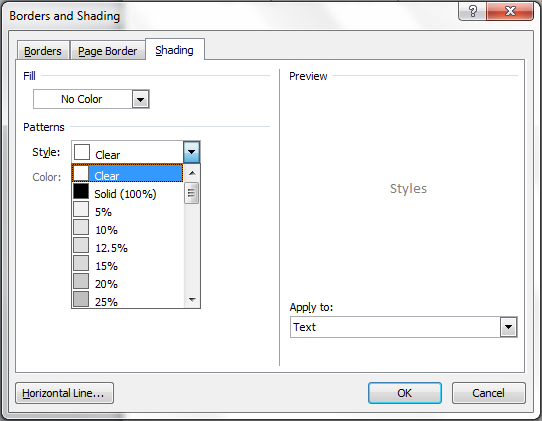 Borders and Shading
?
Borders
Page Border
Shading
Fill
No Color
Patterns
Style:
Clear
Color:
Clear
Solid (100%)
5%
10%
12.5%
15%
20%
25%
Preview
Styles
Apply to:
Text
Horizontal Line...
OK
Cancel